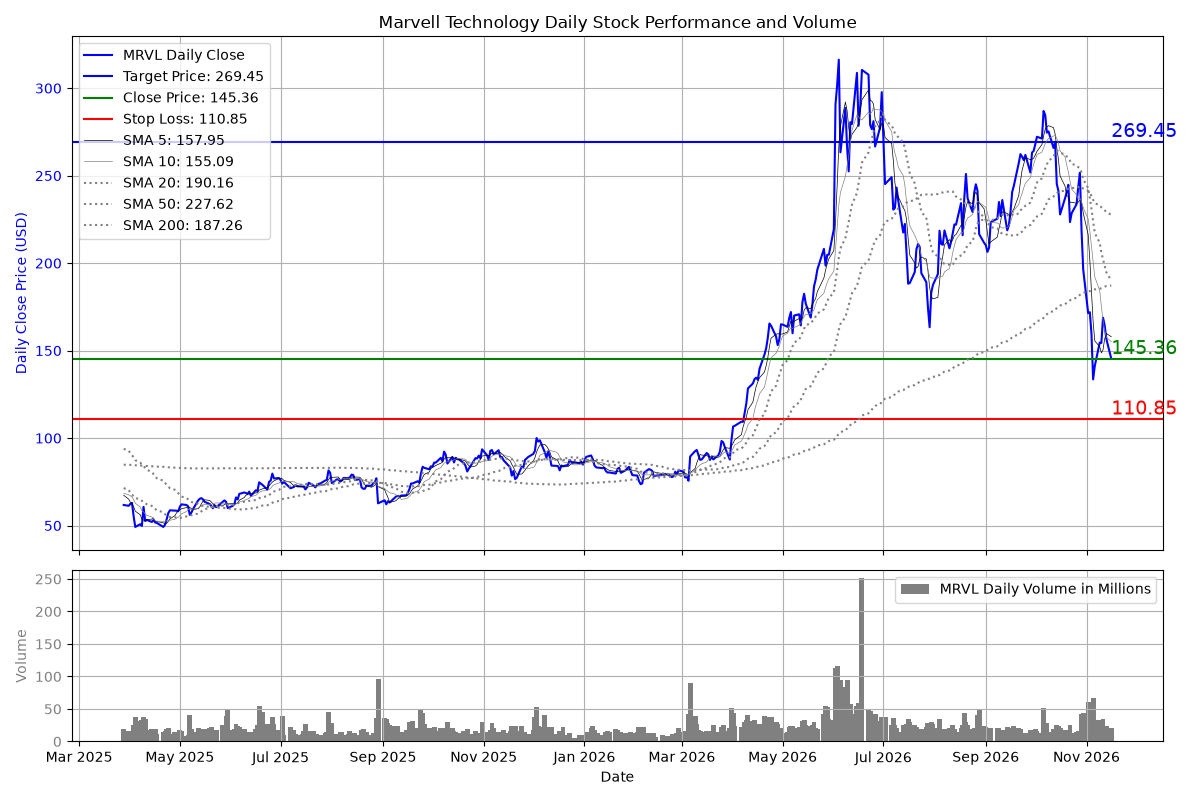 Marvell Technology Daily Stock Performance and Volume
MRVL Daily Close
Target Price: 269.45
Close Price: 145.36
Stop Loss: 110.85
SMA 5: 157.95
SMA 10: 155.09
SMA 20: 190.16
SMA 50: 227.62
SMA 200: 187.26
300
250
200
150
100
50
Daily Close Price (USD)
269.45
145.36
110.85
MRVL Daily Volume in Millions
250
200
150
100
50
0
Volume
Mar 2025
May 2025
Jul 2025
Sep 2025
Nov 2025
Jan 2026
Mar 2026
May 2026
Jul 2026
Sep 2026
Nov 2026
Date